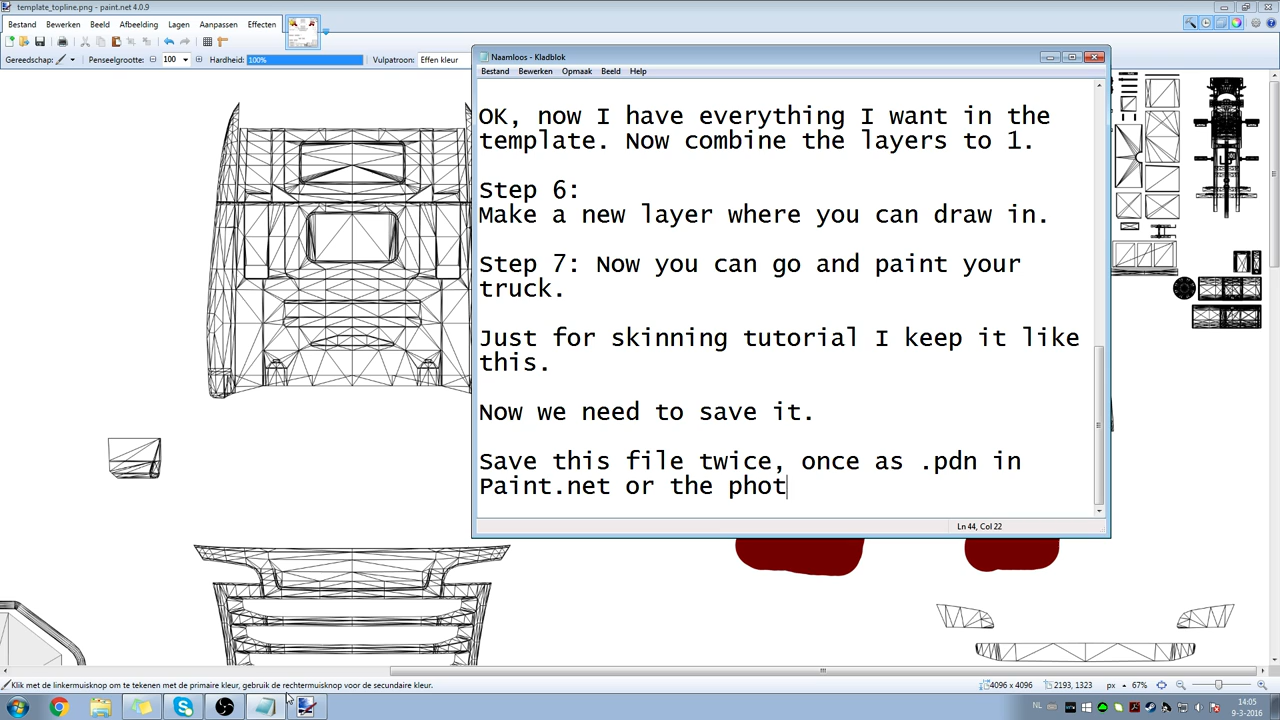 template_topline.png - paint.net 4.0.9
Bestand Bewerken Beeld Afbeelding Lagen Aanpassen Effecten
Gereedschap: Penseelgrootte: 100 Hardheid: 100% Vulpatroon: Effen kleur
Naamloos - Kladblok
Bestand Bewerken Opmaak Beeld Help
OK, now I have everything I want in the
template. Now combine the layers to 1.
Step 6:
Make a new layer where you can draw in.
Step 7: Now you can go and paint your
truck.
Just for skinning tutorial I keep it like
this.
Now we need to save it.
Save this file twice, once as .pdn in
Paint.net or the phot
Ln 44, Col 22
Klik met de linkermuisknop om te tekenen met de primaire kleur, gebruik de rechtermuisknop voor de secundaire kleur.
4096 x 4096 2193, 1323 px 67%
NL 14:05
9-3-2016